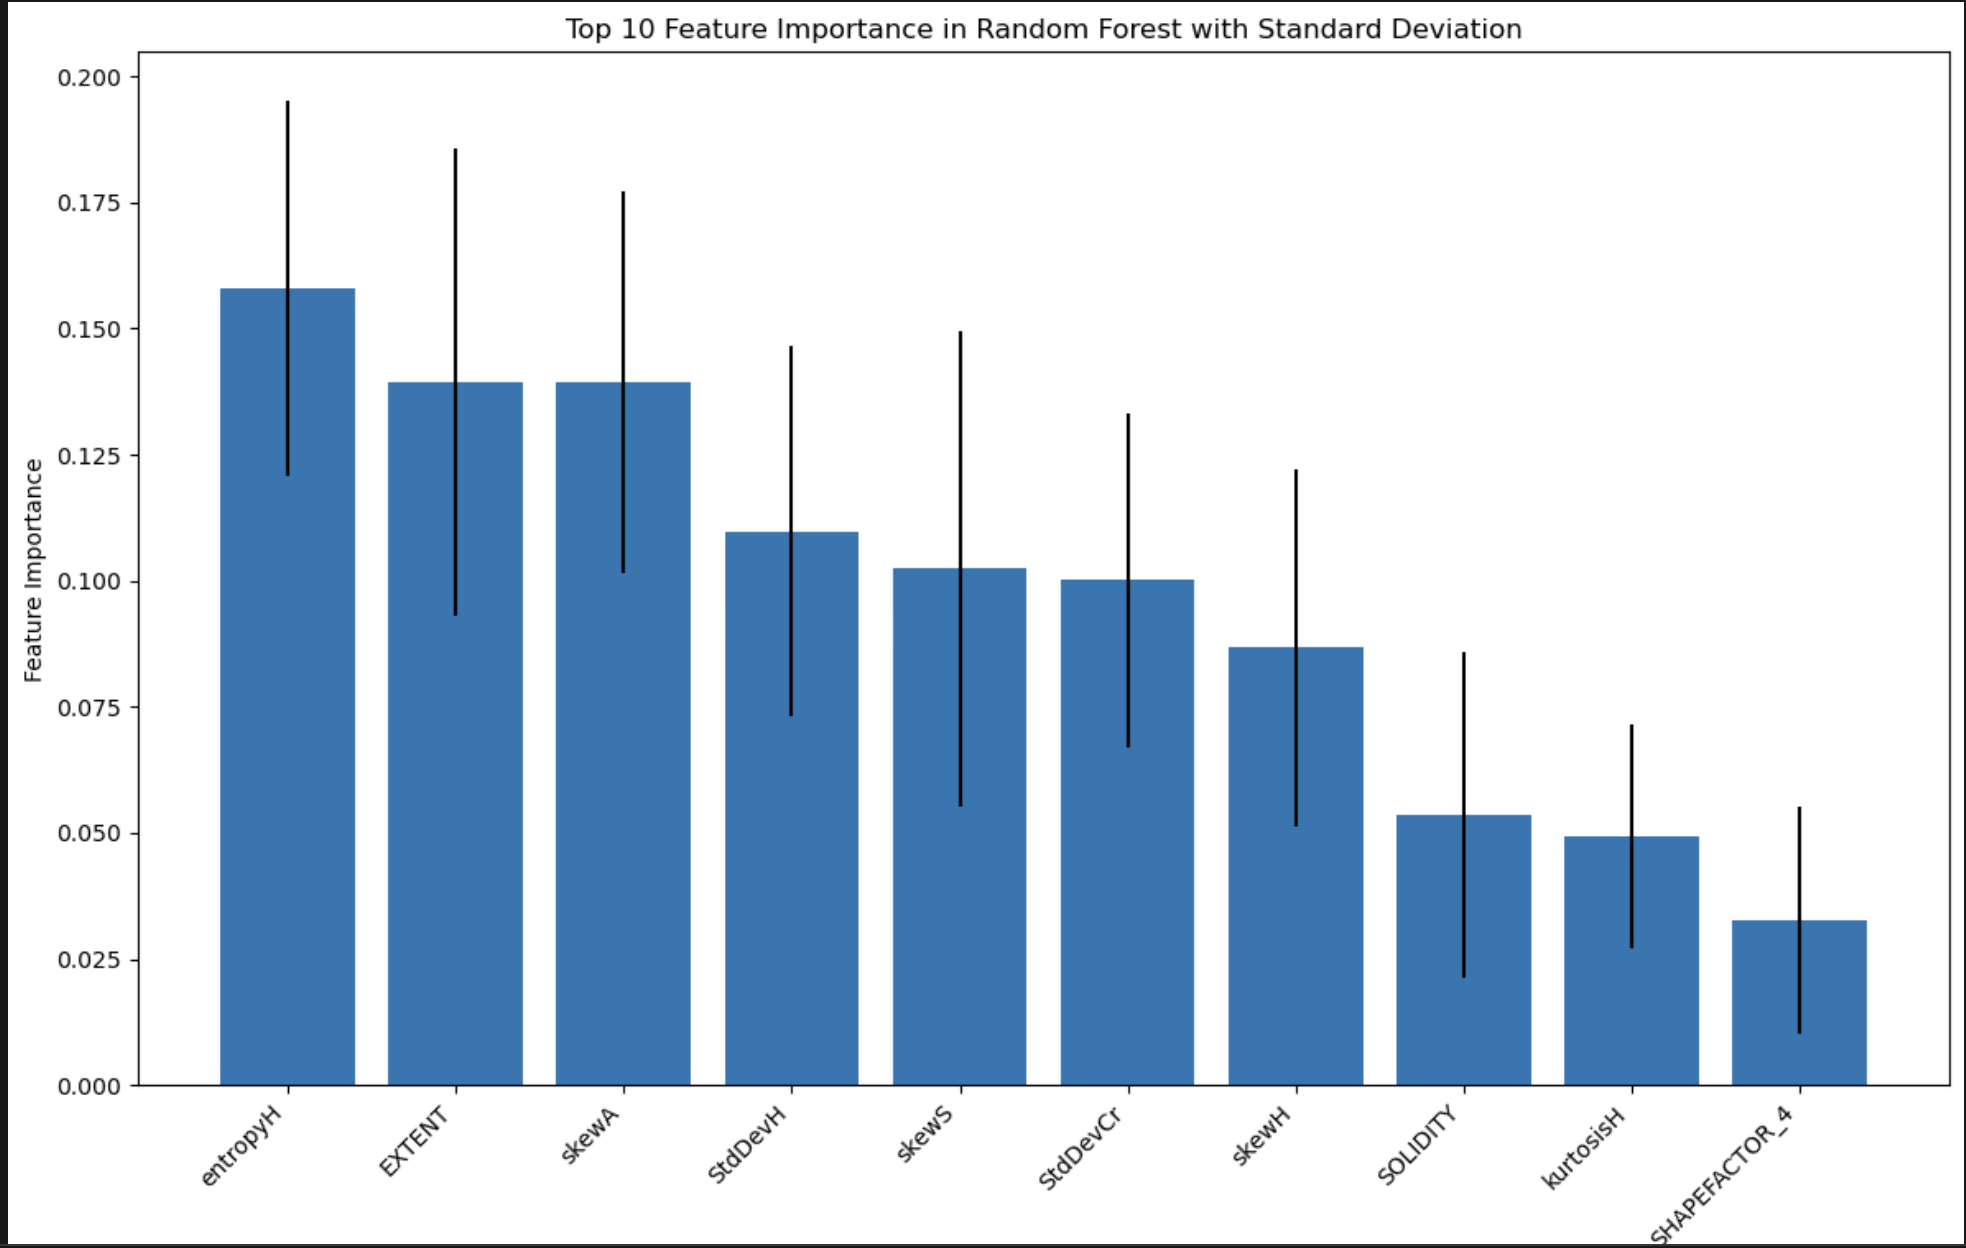 Top 10 Feature Importance in Random Forest with Standard Deviation
Feature Importance
0.200
0.175
0.150
0.125
0.100
0.075
0.050
0.025
0.000
entropyH
EXTENT
skewA
StdDevH
skewS
StdDevCr
skewH
SOLIDITY
kurtosisH
SHAPEFACTOR_4